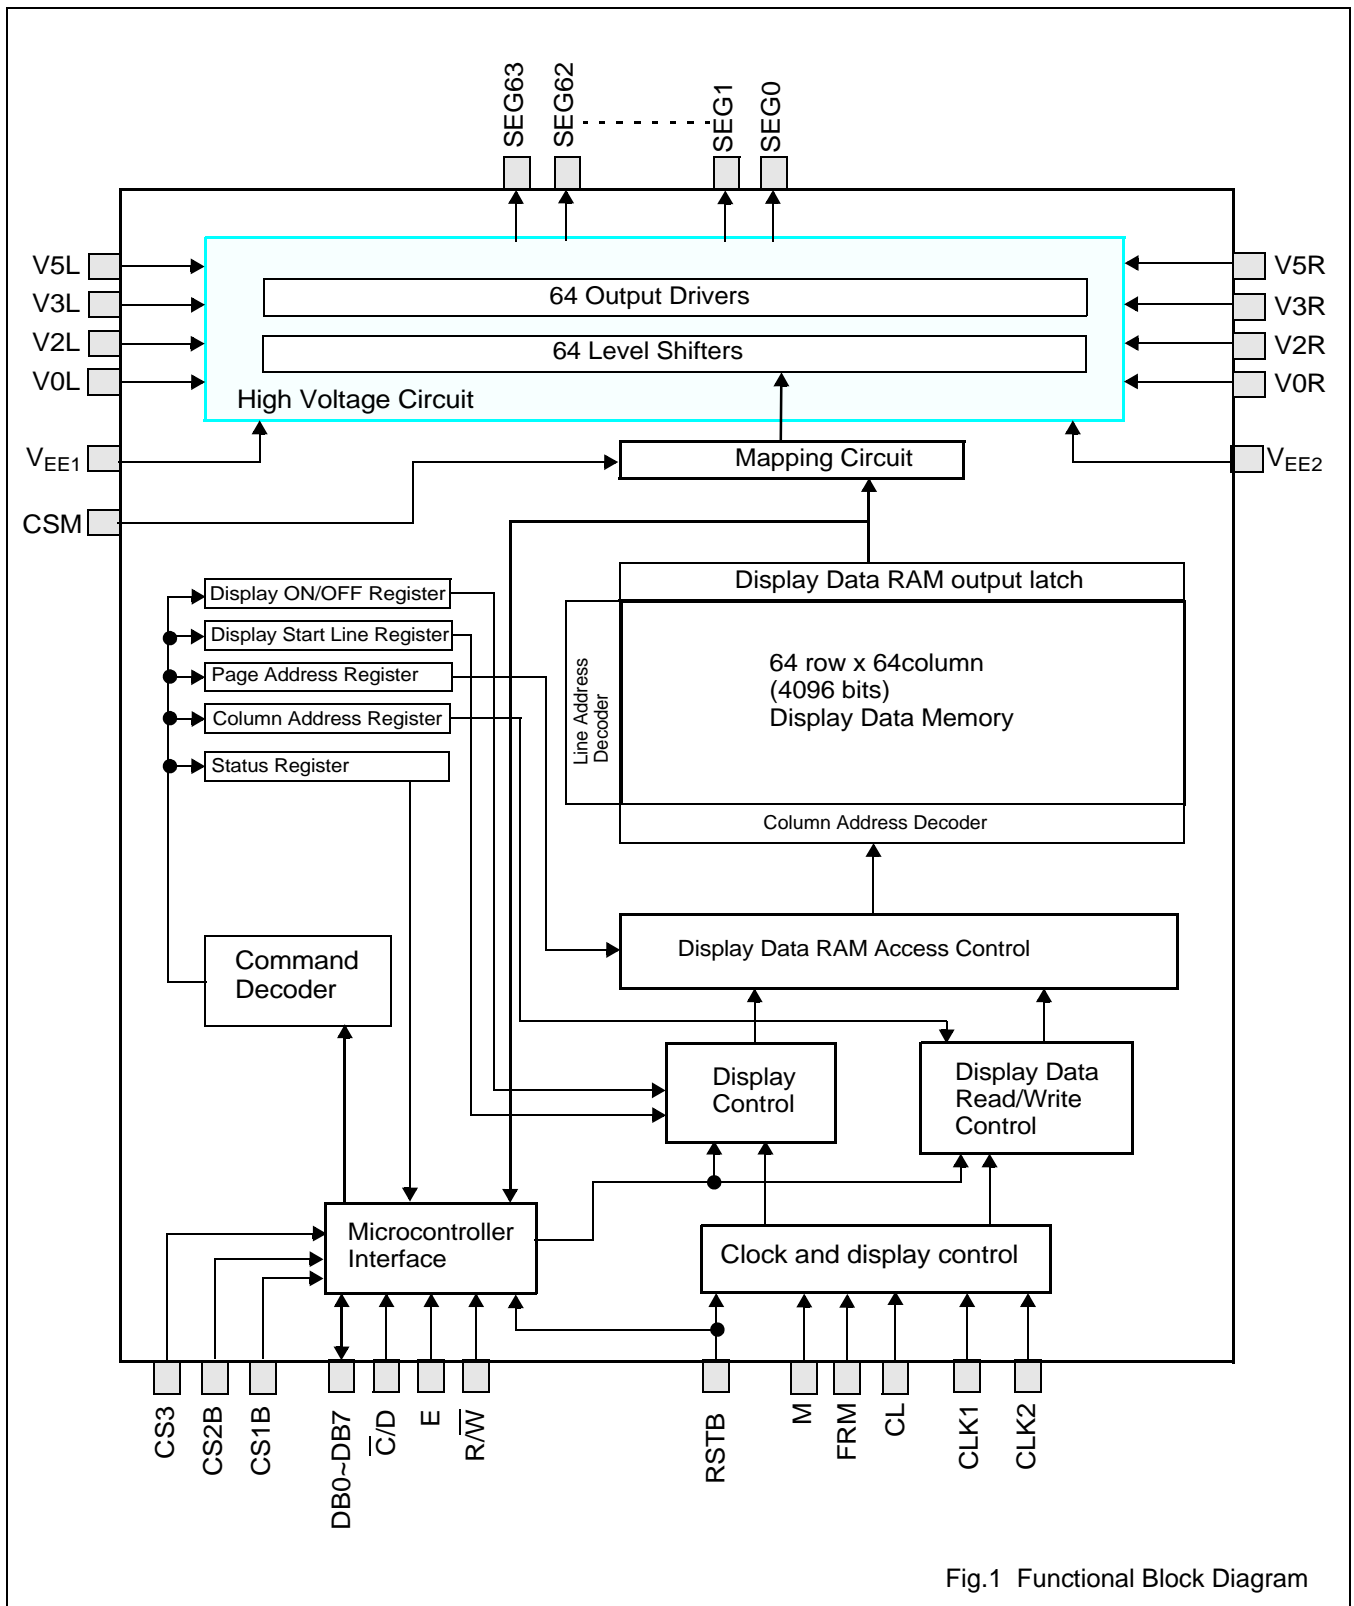 SEG63
SEG62
SEG1
SEG0
V5L
V3L
V2L
V0L
VEE1
CSM
V5R
V3R
V2R
V0R
VEE2
64 Output Drivers
64 Level Shifters
High Voltage Circuit
Mapping Circuit
Display Data RAM output latch
Display ON/OFF Register
Display Start Line Register
Page Address Register
Column Address Register
Status Register
Line Address
Decoder
64 row x 64column
(4096 bits)
Display Data Memory
Column Address Decoder
Command
Decoder
Display Data RAM Access Control
Display
Control
Display Data
Read/Write
Control
Microcontroller
Interface
Clock and display control
CS3
CS2B
CS1B
DB0~DB7
C̅/D
E
R/W̅
RSTB
M
FRM
CL
CLK1
CLK2
Fig.1 Functional Block Diagram